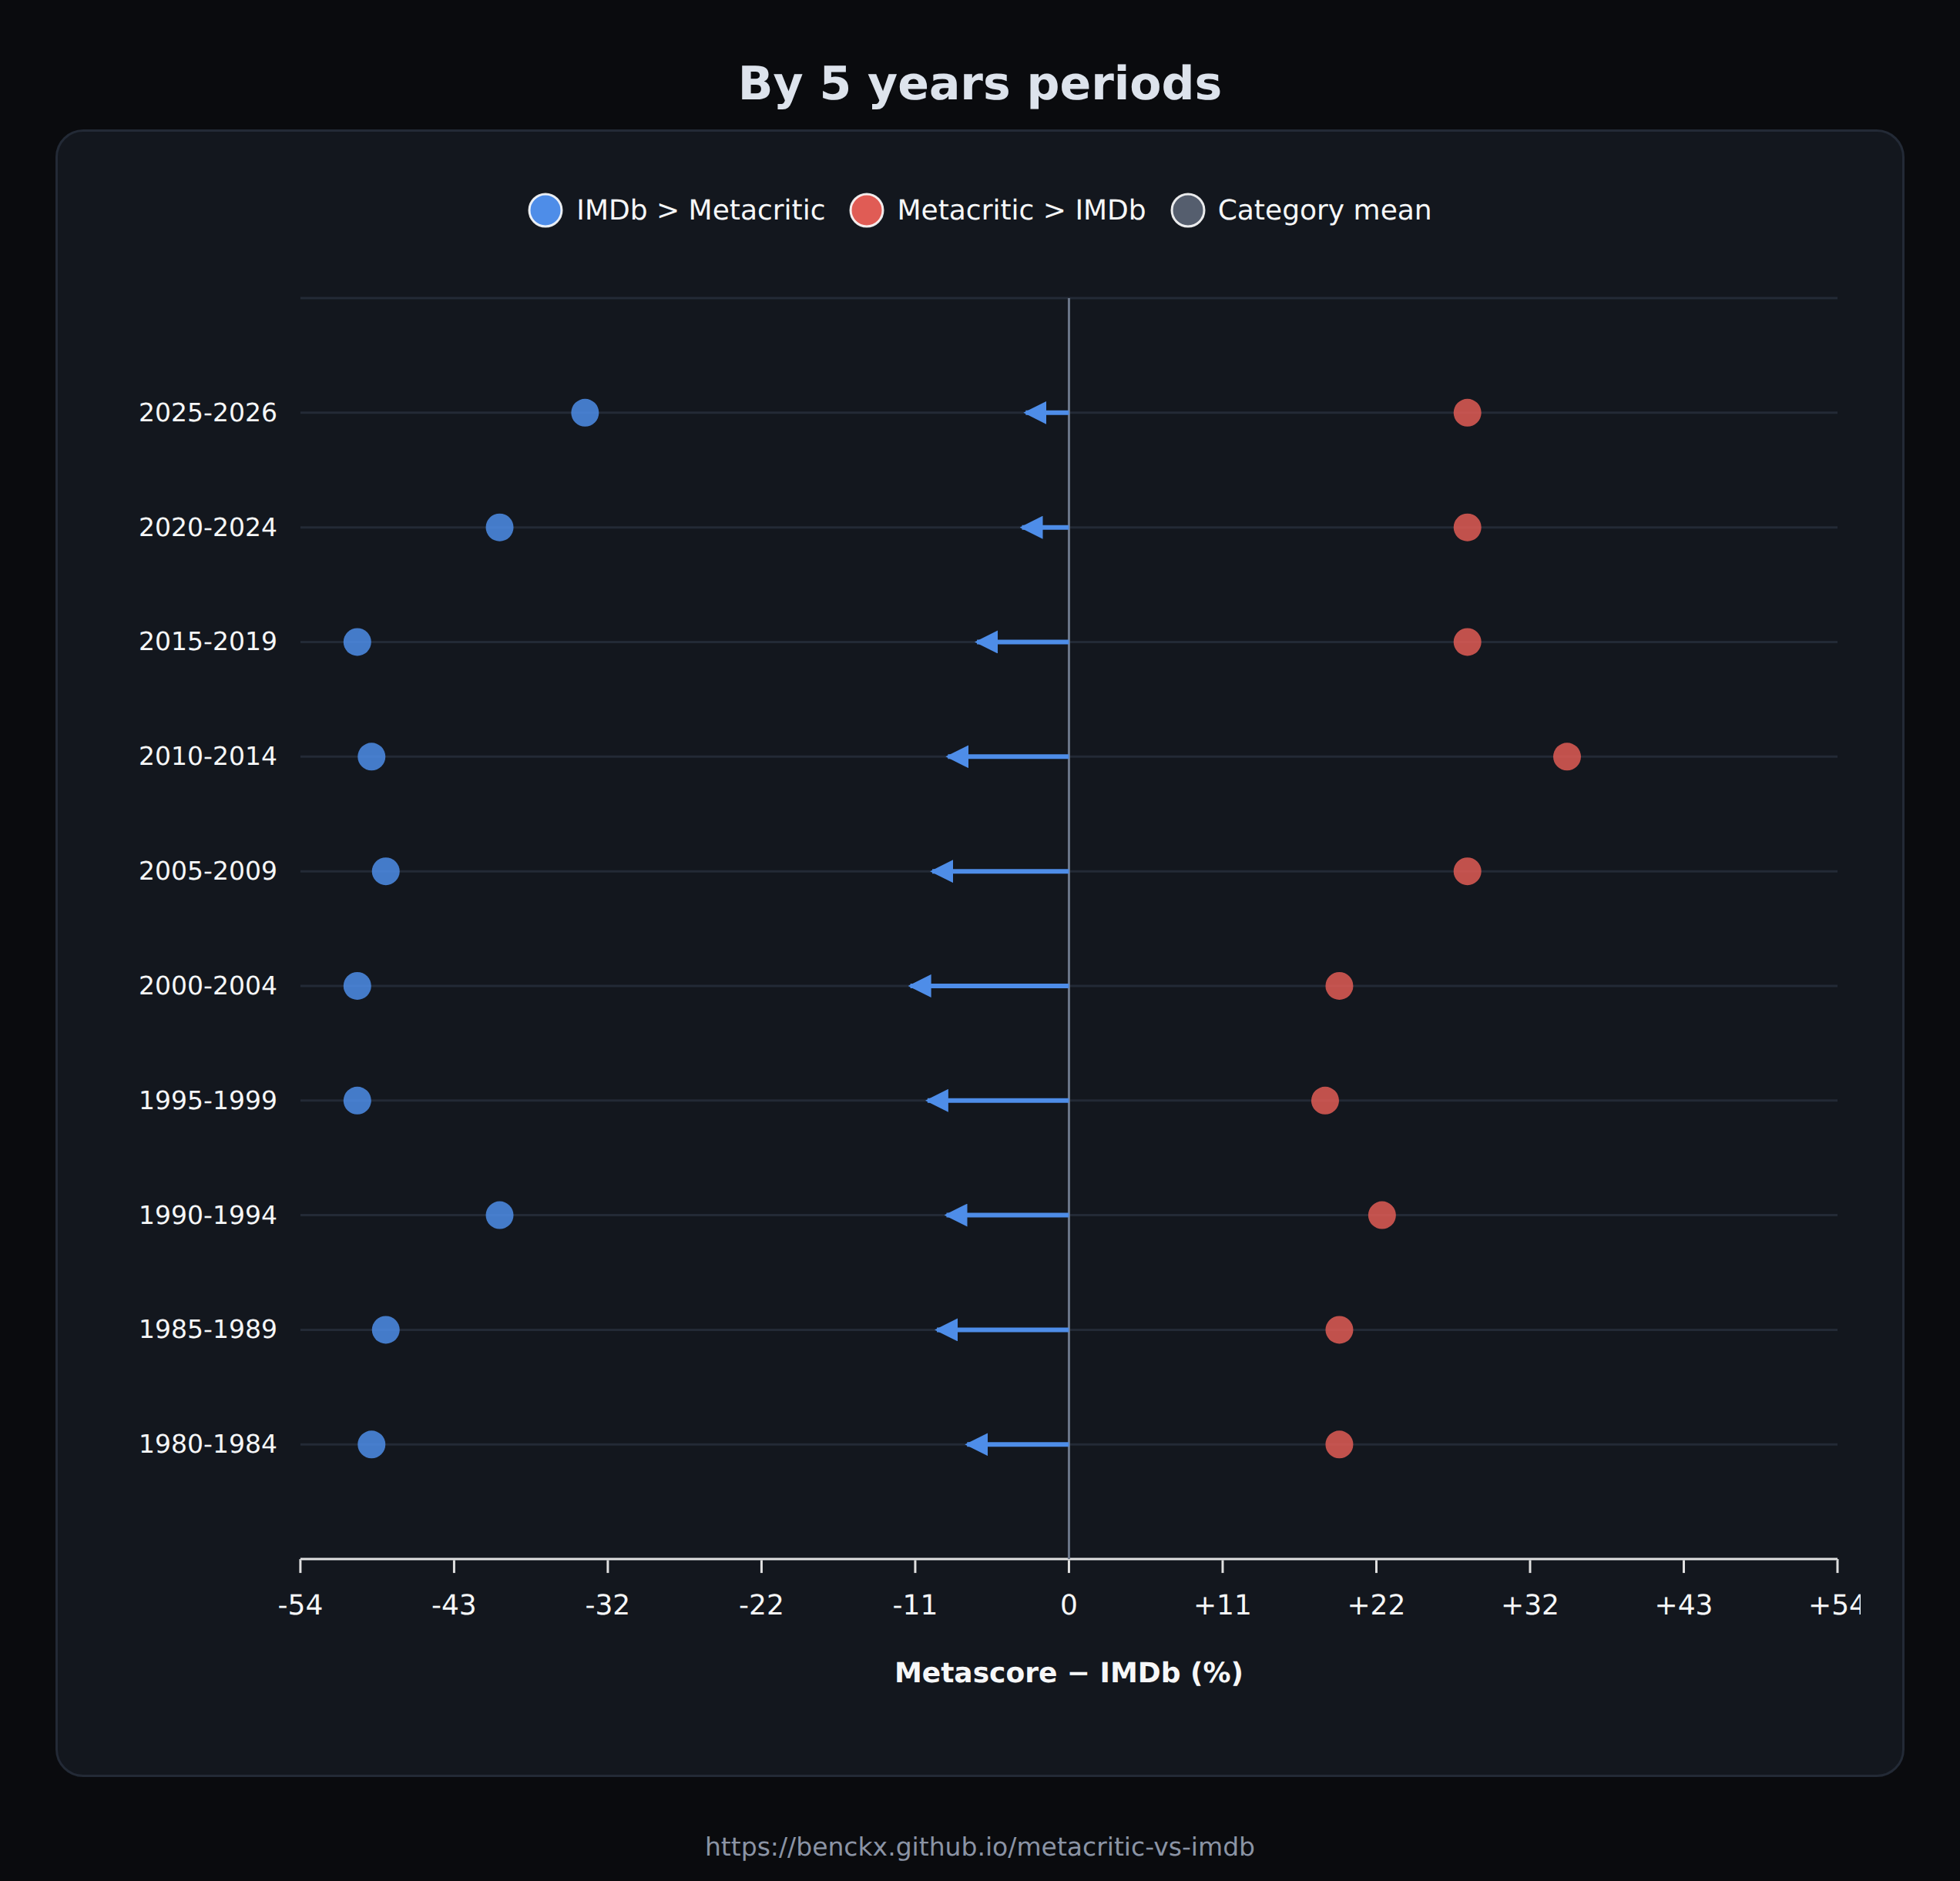 By 5 years periods
IMDb > Metacritic Metacritic > IMDb Category mean
2025-2026
2020-2024
2015-2019
2010-2014
2005-2009
2000-2004
1995-1999
1990-1994
1985-1989
1980-1984
-54 -43 -32 -22 -11 0 +11 +22 +32 +43 +54
Metascore − IMDb (%)
https://benckx.github.io/metacritic-vs-imdb